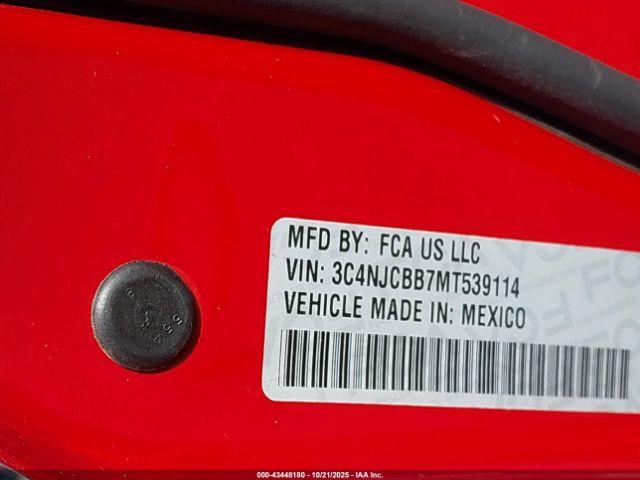 MFD BY: FCA US LLC
VIN: 3C4NJCBB7MT539114
VEHICLE MADE IN: MEXICO
000-43448180 - 10/21/2025 - IAA Inc.